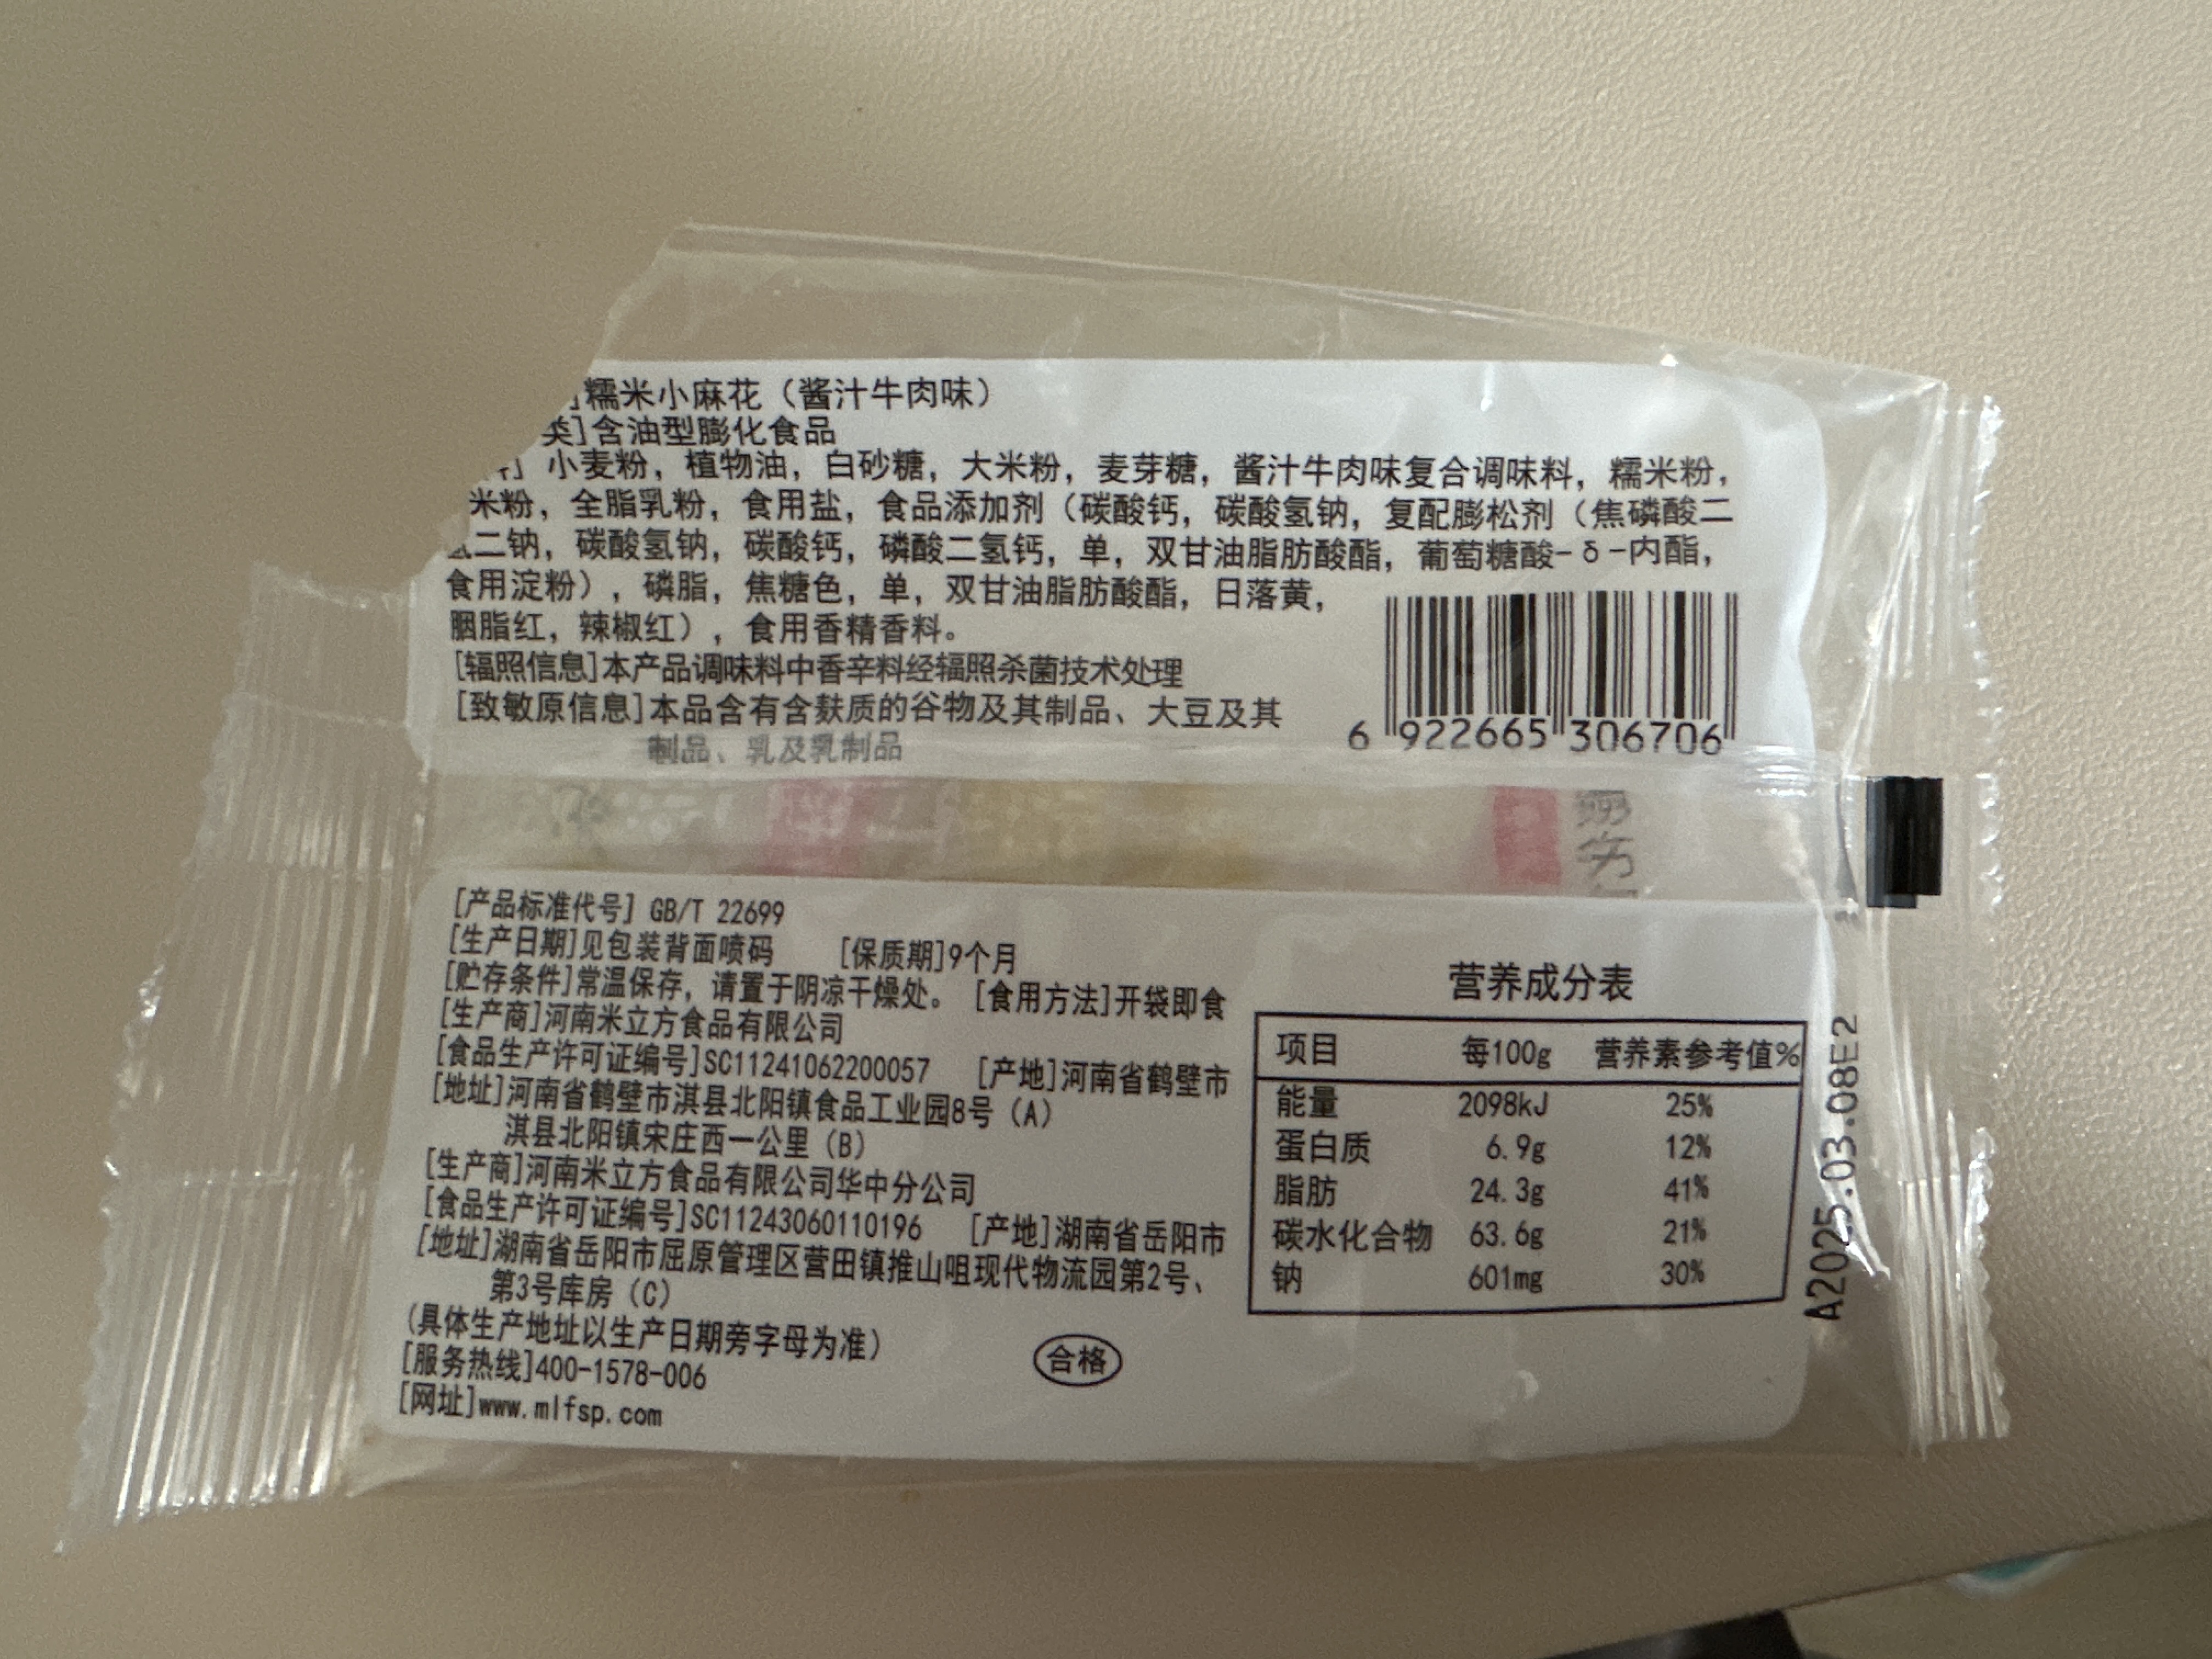 糯米小麻花（酱汁牛肉味）
类]含油型膨化食品
小麦粉，植物油，白砂糖，大米粉，麦芽糖，酱汁牛肉味复合调味料，糯米粉，
米粉，全脂乳粉，食用盐，食品添加剂（碳酸钙，碳酸氢钠，复配膨松剂（焦磷酸二
氢二钠，碳酸氢钠，碳酸钙，磷酸二氢钙，单，双甘油脂肪酸酯，葡萄糖酸-δ-内酯，
食用淀粉），磷脂，焦糖色，单，双甘油脂肪酸酯，日落黄，
胭脂红，辣椒红），食用香精香料。
[辐照信息]本产品调味料中香辛料经辐照杀菌技术处理
[致敏原信息]本品含有含麸质的谷物及其制品、大豆及其
制品、乳及乳制品
6 922665 306706
[产品标准代号] GB/T 22699
[生产日期]见包装背面喷码 [保质期]9个月
[贮存条件]常温保存，请置于阴凉干燥处。 [食用方法]开袋即食
[生产商]河南米立方食品有限公司
[食品生产许可证编号]SC11241062200057 [产地]河南省鹤壁市
[地址]河南省鹤壁市淇县北阳镇食品工业园8号（A）
淇县北阳镇宋庄西一公里（B）
[生产商]河南米立方食品有限公司华中分公司
[食品生产许可证编号]SC11243060110196 [产地]湖南省岳阳市
[地址]湖南省岳阳市屈原管理区营田镇推山咀现代物流园第2号、
第3号库房（C）
(具体生产地址以生产日期旁字母为准)
[服务热线]400-1578-006
[网址]www.mlfsp.com
合格
营养成分表
项目 每100g 营养素参考值%
能量 2098kJ 25%
蛋白质 6.9g 12%
脂肪 24.3g 41%
碳水化合物 63.6g 21%
钠 601mg 30%
A2025.03.08E2